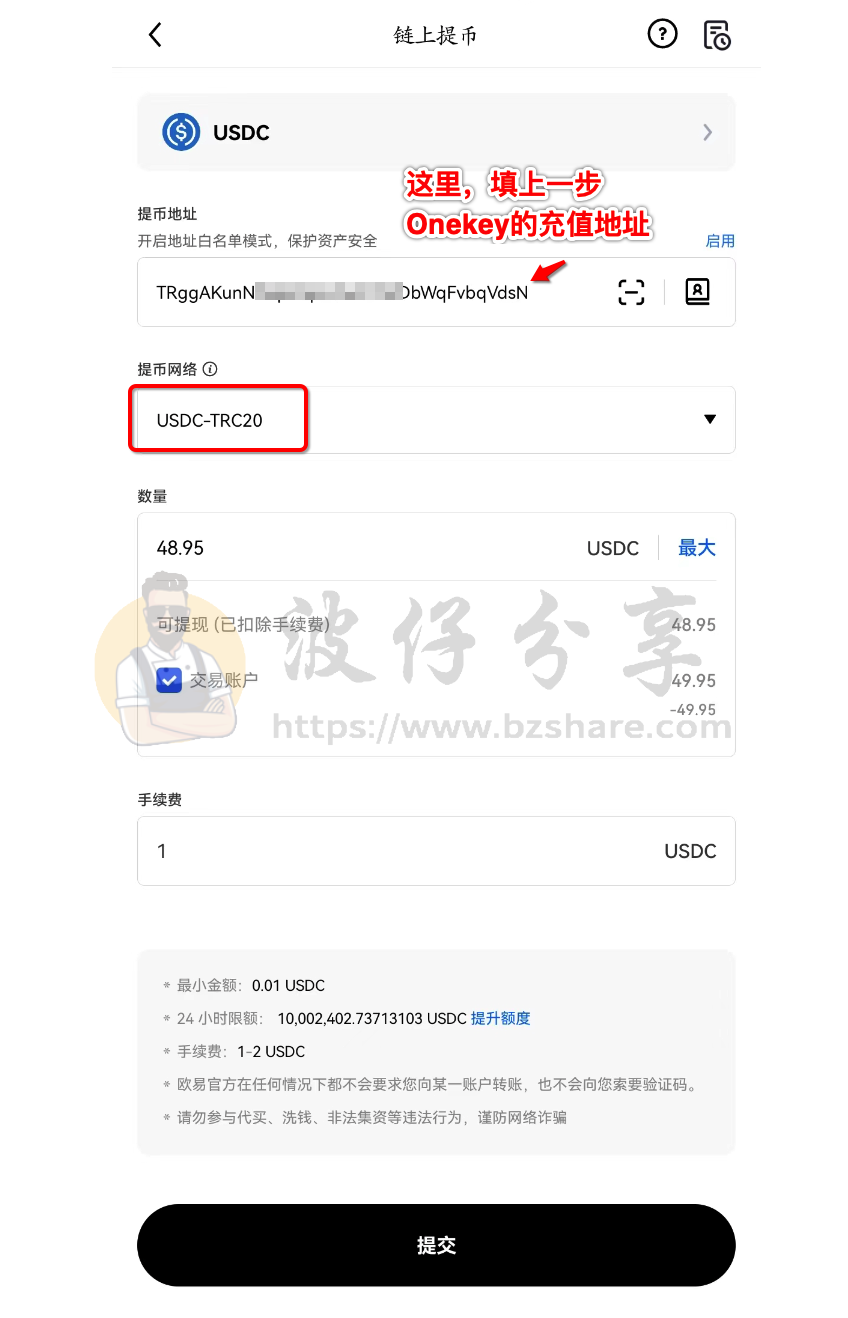 链上提币
USDC
这里，填上一步
Onekey的充值地址
提币地址
开启地址白名单模式，保护资产安全 启用
TRggAKunN DbWqFvbqVdsN
提币网络
USDC-TRC20
数量
48.95 USDC 最大
可提现 (已扣除手续费) 48.95
交易账户 49.95
-49.95
波仔分享
https://www.bzshare.com
手续费
1 USDC
* 最小金额： 0.01 USDC
* 24 小时限额： 10,002,402.73713103 USDC 提升额度
* 手续费： 1-2 USDC
* 欧易官方在任何情况下都不会要求您向某一账户转账，也不会向您索要验证码。
* 请勿参与代买、洗钱、非法集资等违法行为，谨防网络诈骗
提交